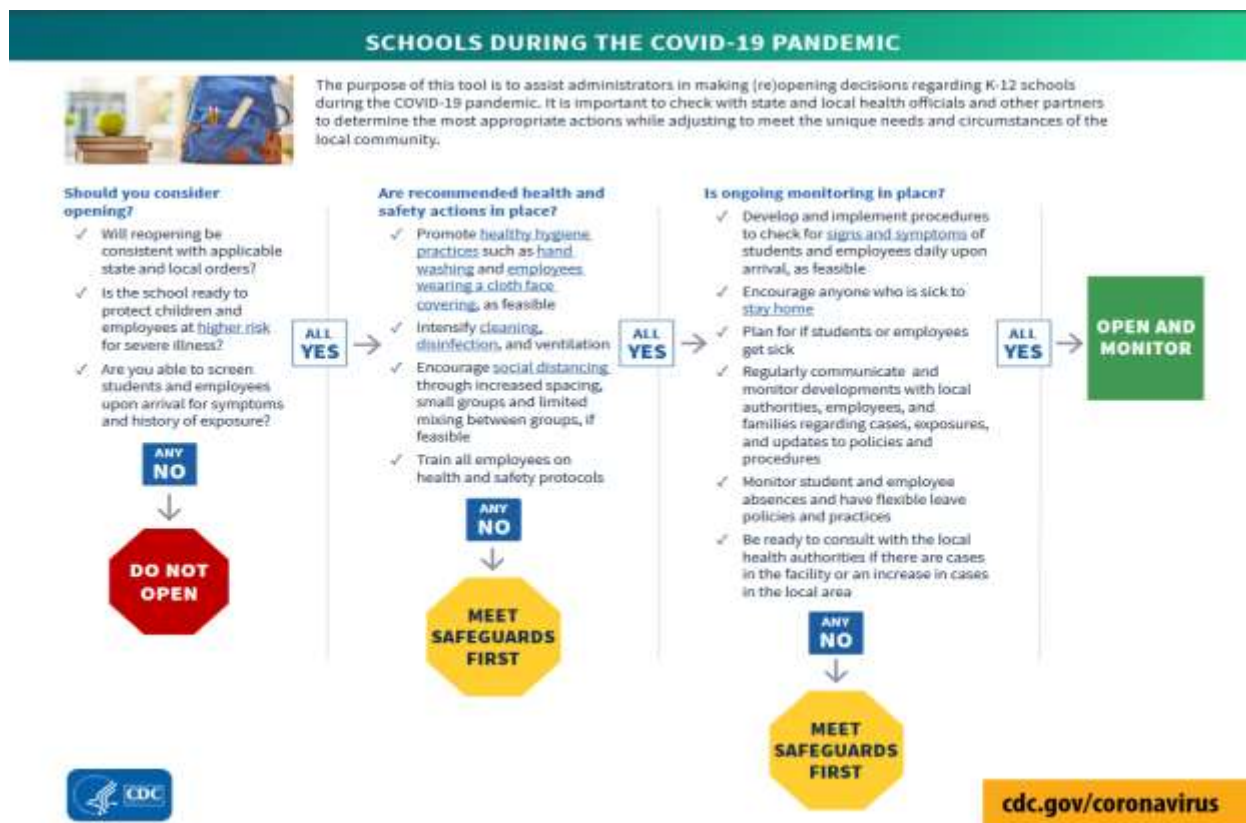 SCHOOLS DURING THE COVID-19 PANDEMIC
The purpose of this tool is to assist administrators in making (re)opening decisions regarding K-12 schools
during the COVID-19 pandemic. It is important to check with state and local health officials and other partners
to determine the most appropriate actions while adjusting to meet the unique needs and circumstances of the
local community.
Should you consider
opening?
✓ Will reopening be
consistent with applicable
state and local orders?
✓ Is the school ready to
protect children and
employees at higher risk
for severe illness?
✓ Are you able to screen
students and employees
upon arrival for symptoms
and history of exposure?
ANY
NO
DO NOT
OPEN
ALL
YES
Are recommended health and
safety actions in place?
✓ Promote healthy hygiene
practices such as hand
washing and employees
wearing a cloth face
covering, as feasible
✓ Intensify cleaning,
disinfection, and ventilation
✓ Encourage social distancing
through increased spacing,
small groups and limited
mixing between groups, if
feasible
✓ Train all employees on
health and safety protocols
ANY
NO
MEET
SAFEGUARDS
FIRST
ALL
YES
Is ongoing monitoring in place?
✓ Develop and implement procedures
to check for signs and symptoms of
students and employees daily upon
arrival, as feasible
✓ Encourage anyone who is sick to
stay home
✓ Plan for if students or employees
get sick
✓ Regularly communicate and
monitor developments with local
authorities, employees, and
families regarding cases, exposures,
and updates to policies and
procedures
✓ Monitor student and employee
absences and have flexible leave
policies and practices
✓ Be ready to consult with the local
health authorities if there are cases
in the facility or an increase in cases
in the local area
ANY
NO
MEET
SAFEGUARDS
FIRST
ALL
YES
OPEN AND
MONITOR
CDC
cdc.gov/coronavirus